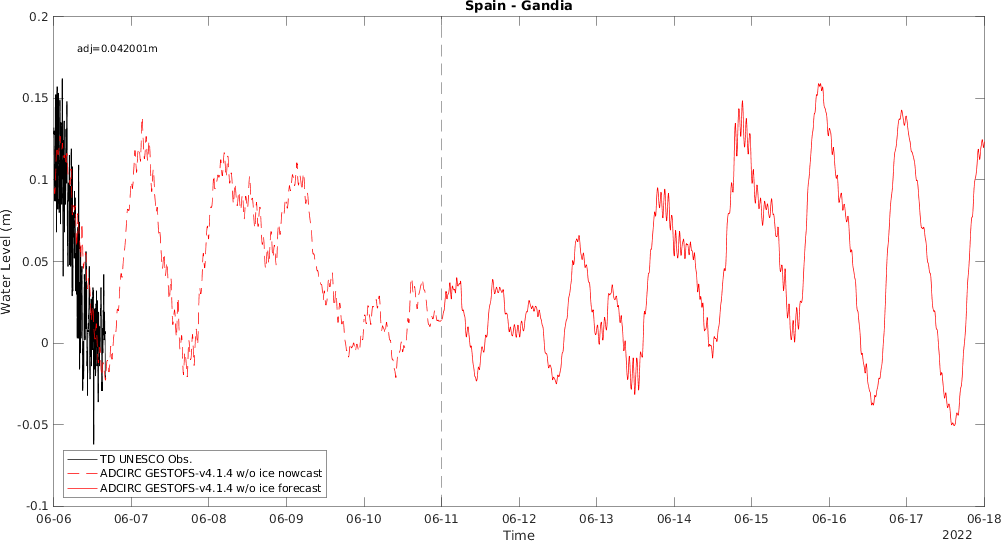 Spain - Gandia
0.2
adj=0.042001m
0.15
0.1
0.05
0
-0.05
-0.1
Water Level (m)
TD UNESCO Obs.
ADCIRC GESTOFS-v4.1.4 w/o ice nowcast
ADCIRC GESTOFS-v4.1.4 w/o ice forecast
06-06 06-07 06-08 06-09 06-10 06-11 06-12 06-13 06-14 06-15 06-16 06-17 06-18
Time
2022